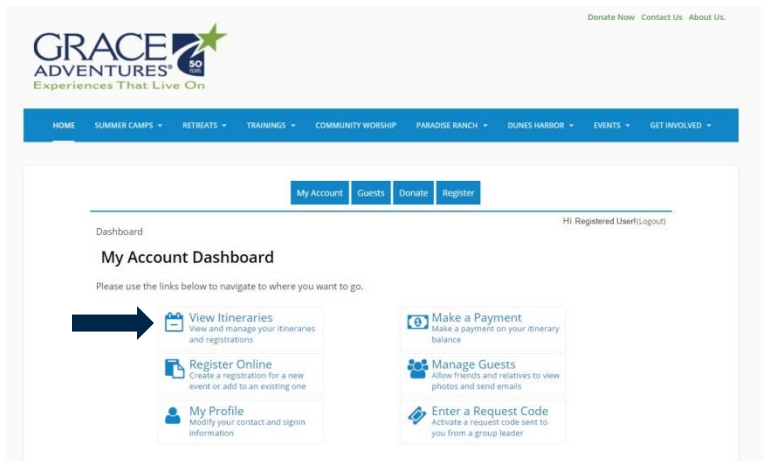 Donate Now Contact Us About Us.
GRACE
ADVENTURES®
50
YEARS
Experiences That Live On
HOME SUMMER CAMPS RETREATS TRAININGS COMMUNITY WORSHIP PARADISE RANCH DUNES HARBOR EVENTS GET INVOLVED
My Account Guests Donate Register
Hi Registered User!(Logout)
Dashboard
My Account Dashboard
Please use the links below to navigate to where you want to go.
View Itineraries
View and manage your itineraries
and registrations
Make a Payment
Make a payment on your itinerary
balance
Register Online
Create a registration for a new
event or add to an existing one
Manage Guests
Allow friends and relatives to view
photos and send emails
My Profile
Modify your contact and signin
information
Enter a Request Code
Activate a request code sent to
you from a group leader